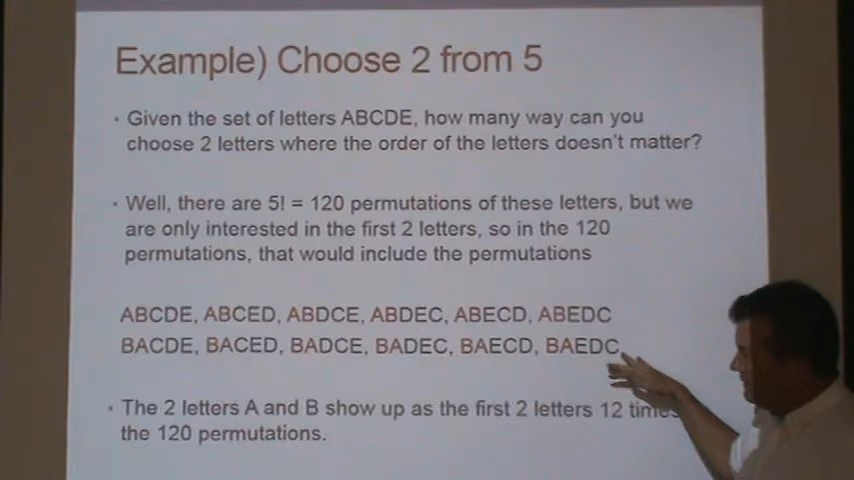 Example) Choose 2 from 5
• Given the set of letters ABCDE, how many way can you
choose 2 letters where the order of the letters doesn't matter?
• Well, there are 5! = 120 permutations of these letters, but we
are only interested in the first 2 letters, so in the 120
permutations, that would include the permutations
ABCDE, ABCED, ABDCE, ABDEC, ABECD, ABEDC
BACDE, BACED, BADCE, BADEC, BAECD, BAEDC
• The 2 letters A and B show up as the first 2 letters 12 times
the 120 permutations.